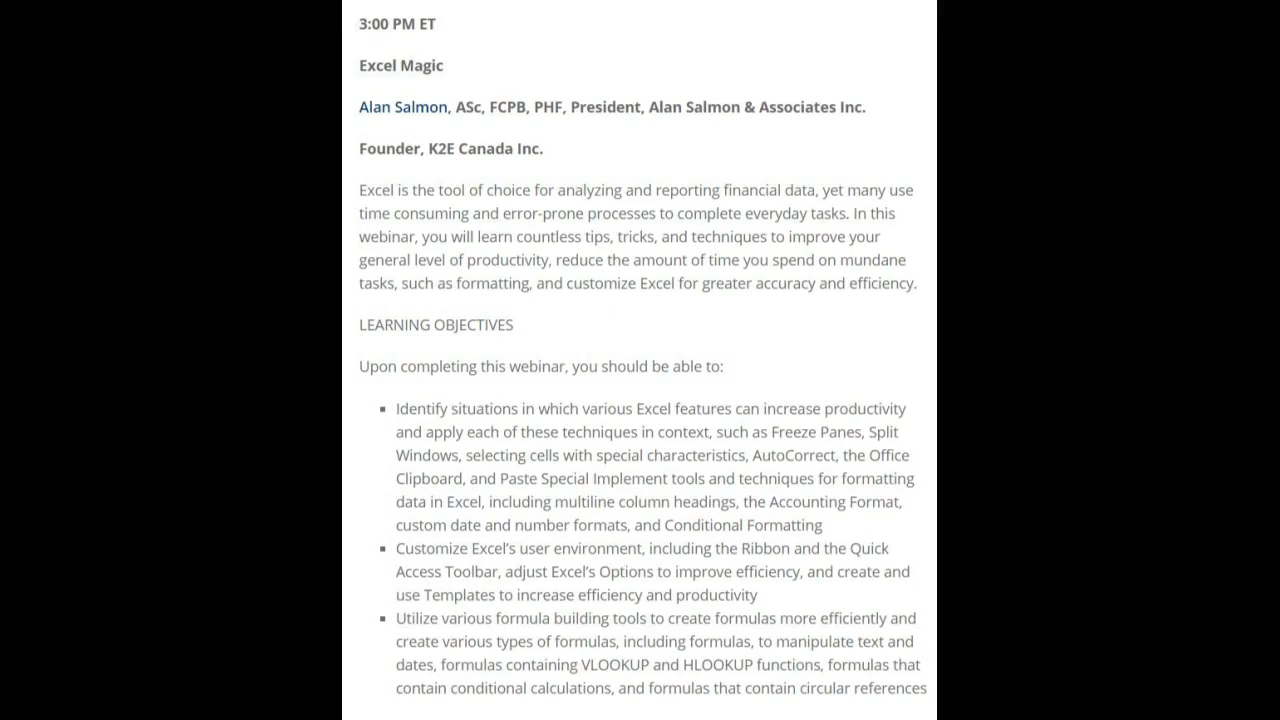 3:00 PM ET
Excel Magic
Alan Salmon, ASc, FCPB, PHF, President, Alan Salmon & Associates Inc.
Founder, K2E Canada Inc.
Excel is the tool of choice for analyzing and reporting financial data, yet many use
time consuming and error-prone processes to complete everyday tasks. In this
webinar, you will learn countless tips, tricks, and techniques to improve your
general level of productivity, reduce the amount of time you spend on mundane
tasks, such as formatting, and customize Excel for greater accuracy and efficiency.
LEARNING OBJECTIVES
Upon completing this webinar, you should be able to:
▪ Identify situations in which various Excel features can increase productivity
and apply each of these techniques in context, such as Freeze Panes, Split
Windows, selecting cells with special characteristics, AutoCorrect, the Office
Clipboard, and Paste Special Implement tools and techniques for formatting
data in Excel, including multiline column headings, the Accounting Format,
custom date and number formats, and Conditional Formatting
▪ Customize Excel’s user environment, including the Ribbon and the Quick
Access Toolbar, adjust Excel’s Options to improve efficiency, and create and
use Templates to increase efficiency and productivity
▪ Utilize various formula building tools to create formulas more efficiently and
create various types of formulas, including formulas, to manipulate text and
dates, formulas containing VLOOKUP and HLOOKUP functions, formulas that
contain conditional calculations, and formulas that contain circular references